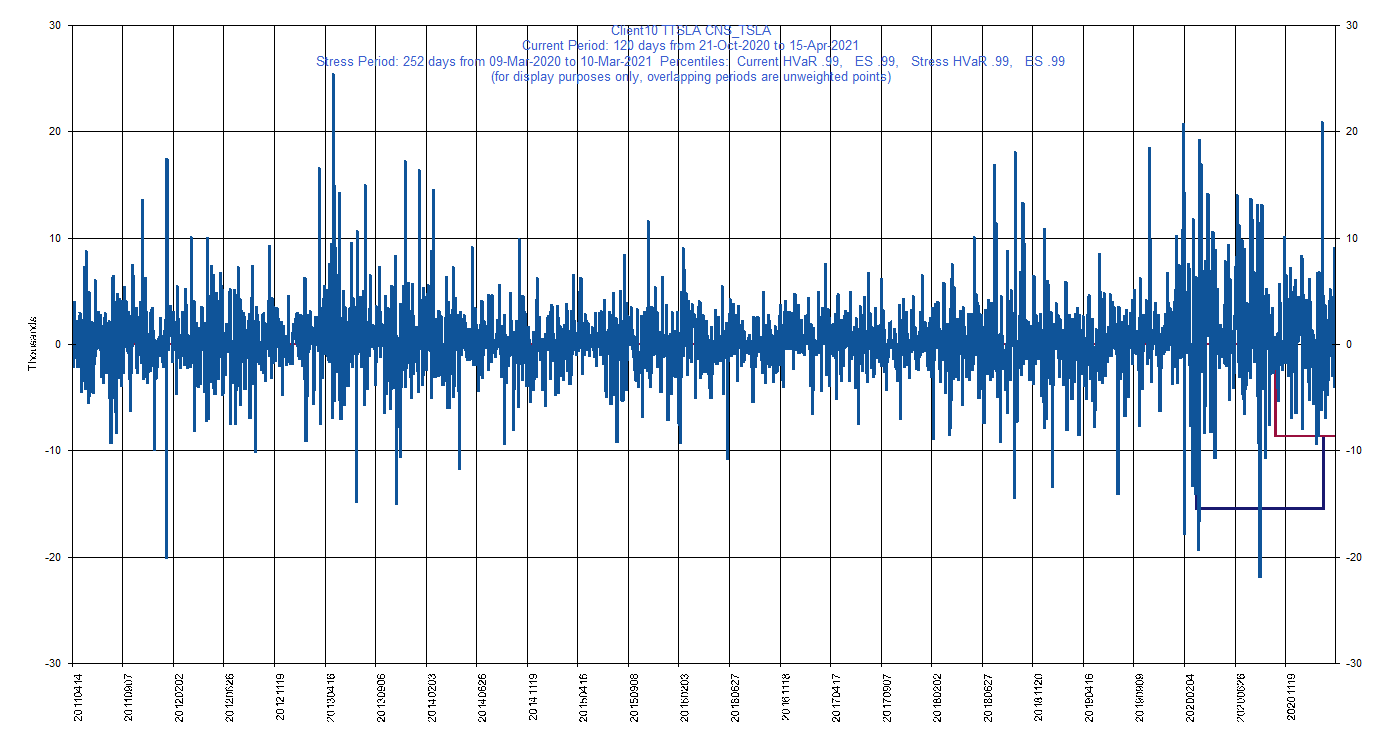 Client10 TTSLA CNS_TSLA
Current Period: 120 days from 21-Oct-2020 to 15-Apr-2021
Stress Period: 252 days from 09-Mar-2020 to 10-Mar-2021 Percentiles: Current HVaR .99, ES .99, Stress HVaR .99, ES .99
(for display purposes only, overlapping periods are unweighted points)
30 30
20 20
10 10
Thousands
0 0
-10 -10
-20 -20
-30 -30
20110414 20110907 20120202 20120626 20121119 20130416 20130906 20140203 20140626 20141119 20150416 20150908 20160203 20160627 20161118 20170417 20170907 20180202 20180627 20181120 20190416 20190909 20200204 20200626 20201119